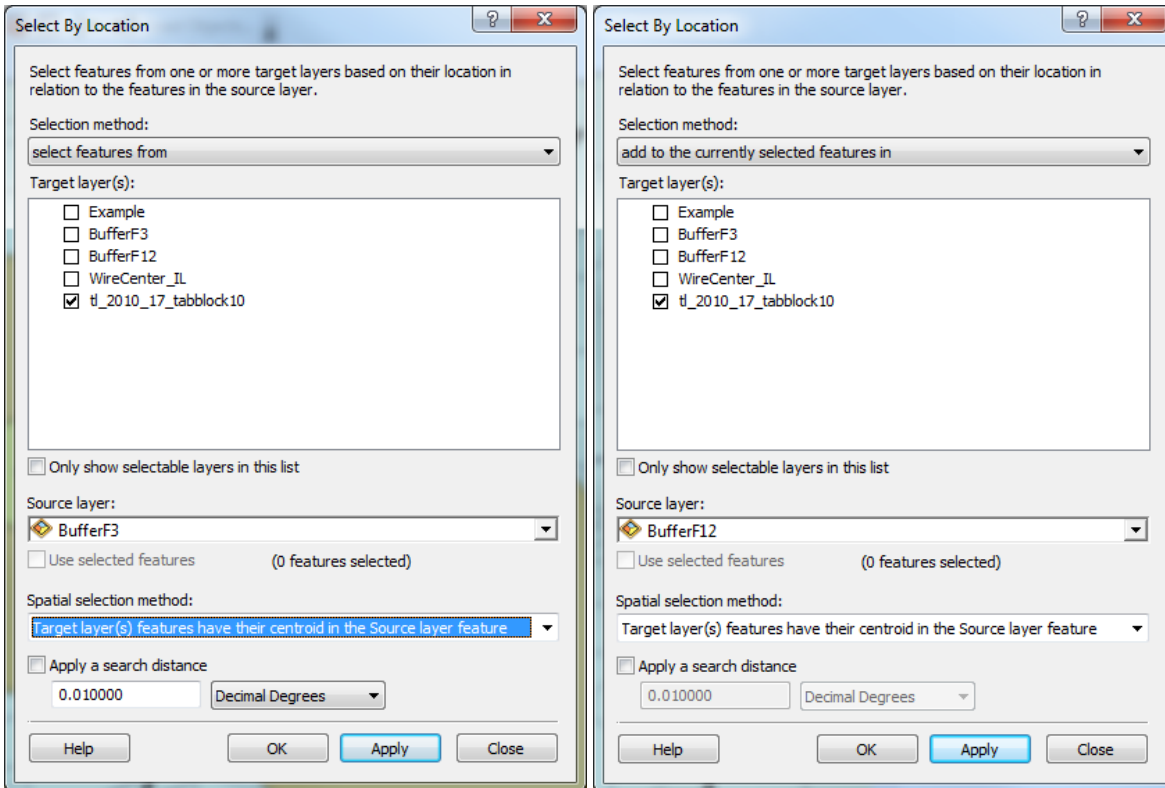 Select By Location
?
X
Select features from one or more target layers based on their location in
relation to the features in the source layer.
Selection method:
select features from
Target layer(s):
Example
BufferF3
BufferF12
WireCenter_IL
tl_2010_17_tabblock10
Only show selectable layers in this list
Source layer:
BufferF3
Use selected features (0 features selected)
Spatial selection method:
Target layer(s) features have their centroid in the Source layer feature
Apply a search distance
0.010000 Decimal Degrees
Help OK Apply Close
Select By Location
?
X
Select features from one or more target layers based on their location in
relation to the features in the source layer.
Selection method:
add to the currently selected features in
Target layer(s):
Example
BufferF3
BufferF12
WireCenter_IL
tl_2010_17_tabblock10
Only show selectable layers in this list
Source layer:
BufferF12
Use selected features (0 features selected)
Spatial selection method:
Target layer(s) features have their centroid in the Source layer feature
Apply a search distance
0.010000 Decimal Degrees
Help OK Apply Close